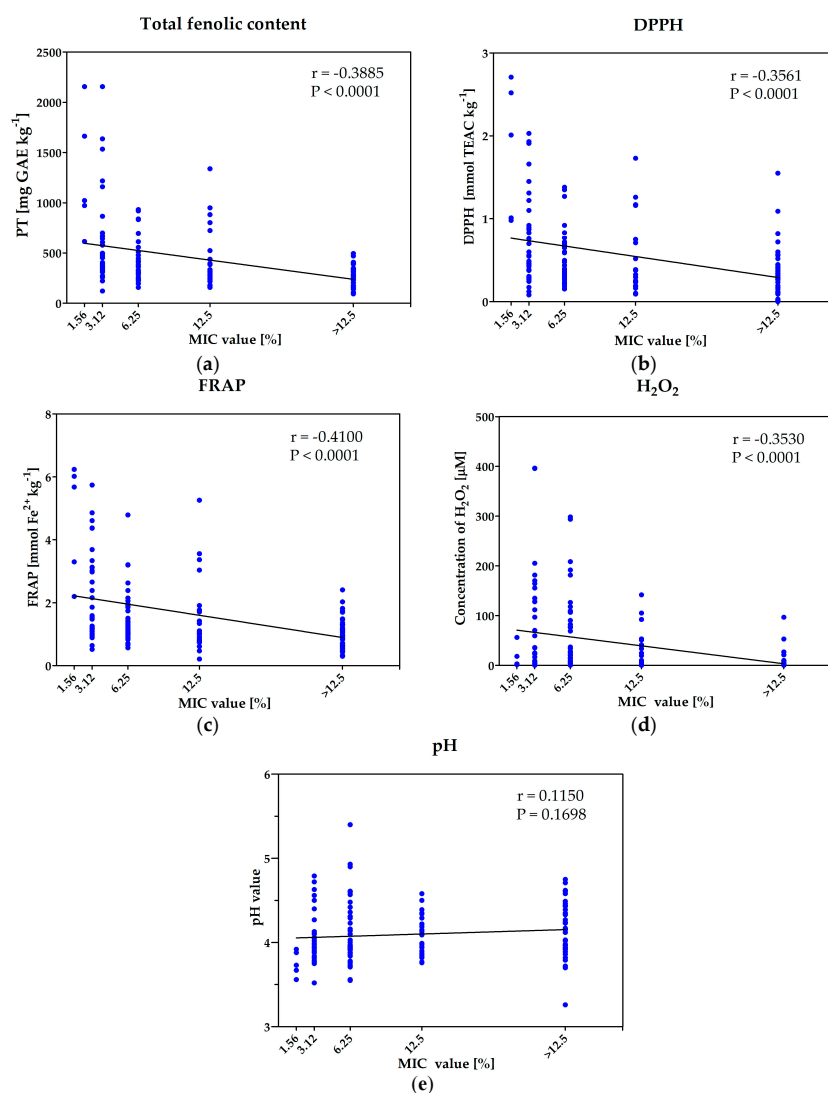 Total fenolic content
r = -0.3885
P < 0.0001
PT [mg GAE kg⁻¹]
2500
2000
1500
1000
500
0
1.56
3.12
6.25
12.5
>12.5
MIC value [%]
(a)
DPPH
r = -0.3561
P < 0.0001
DPPH [mmol TEAC kg⁻¹]
3
2
1
0
1.56
3.12
6.25
12.5
>12.5
MIC value [%]
(b)
FRAP
r = -0.4100
P < 0.0001
FRAP [mmol Fe²⁺ kg⁻¹]
8
6
4
2
0
1.56
3.12
6.25
12.5
>12.5
MIC value [%]
(c)
H₂O₂
r = -0.3530
P < 0.0001
Concentration of H₂O₂ [µM]
500
400
300
200
100
0
1.56
3.12
6.25
12.5
>12.5
MIC value [%]
(d)
pH
r = 0.1150
P = 0.1698
pH value
6
5
4
3
1.56
3.12
6.25
12.5
>12.5
MIC value [%]
(e)